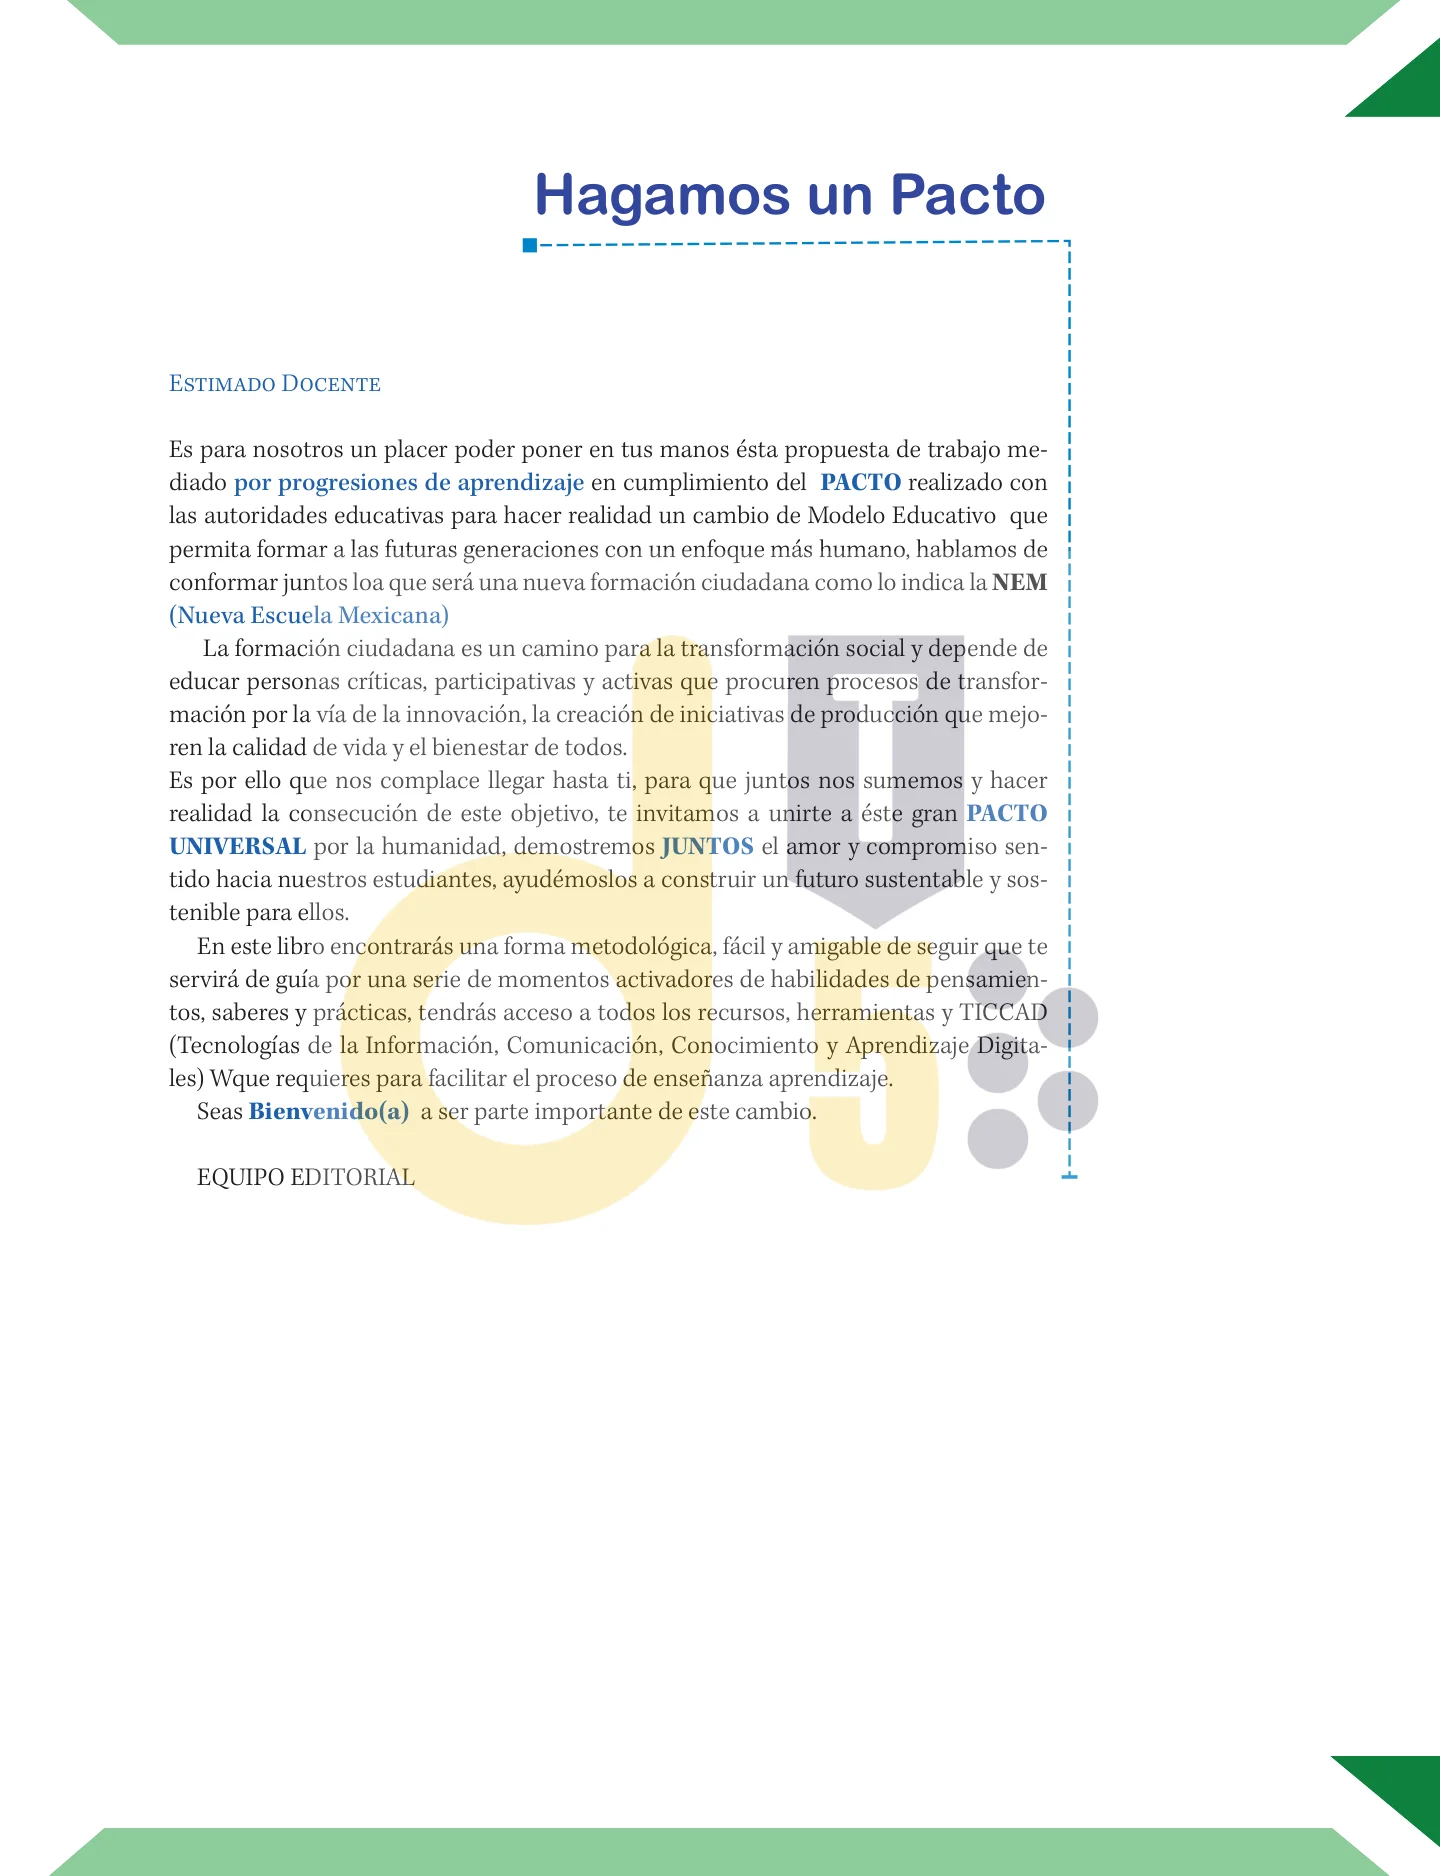 Hagamos un Pacto
Estimado Docente
Es para nosotros un placer poder poner en tus manos ésta propuesta de trabajo me-
diado por progresiones de aprendizaje en cumplimiento del PACTO realizado con
las autoridades educativas para hacer realidad un cambio de Modelo Educativo que
permita formar a las futuras generaciones con un enfoque más humano, hablamos de
conformar juntos loa que será una nueva formación ciudadana como lo indica la NEM
(Nueva Escuela Mexicana)
La formación ciudadana es un camino para la transformación social y depende de
educar personas críticas, participativas y activas que procuren procesos de transfor-
mación por la vía de la innovación, la creación de iniciativas de producción que mejo-
ren la calidad de vida y el bienestar de todos.
Es por ello que nos complace llegar hasta ti, para que juntos nos sumemos y hacer
realidad la consecución de este objetivo, te invitamos a unirte a éste gran PACTO
UNIVERSAL por la humanidad, demostremos JUNTOS el amor y compromiso sen-
tido hacia nuestros estudiantes, ayudémoslos a construir un futuro sustentable y sos-
tenible para ellos.
En este libro encontrarás una forma metodológica, fácil y amigable de seguir que te
servirá de guía por una serie de momentos activadores de habilidades de pensamien-
tos, saberes y prácticas, tendrás acceso a todos los recursos, herramientas y TICCAD
(Tecnologías de la Información, Comunicación, Conocimiento y Aprendizaje Digita-
les) Wque requieres para facilitar el proceso de enseñanza aprendizaje.
Seas Bienvenido(a) a ser parte importante de este cambio.
EQUIPO EDITORIAL
d T 5